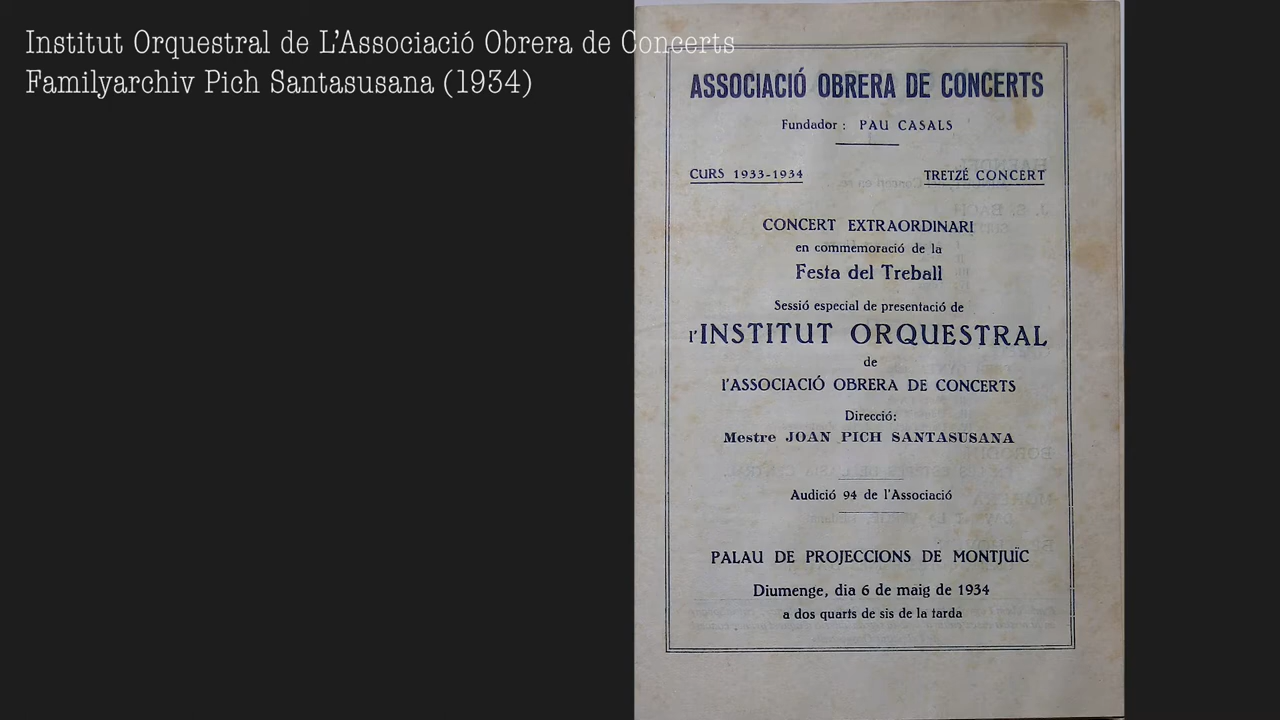 Institut Orquestral de L'Associació Obrera de Concerts
Familyarchiv Pich Santasusana (1934)
ASSOCIACIÓ OBRERA DE CONCERTS
Fundador : PAU CASALS
CURS 1933-1934
TRETZÉ CONCERT
CONCERT EXTRAORDINARI
en commemoració de la
Festa del Treball
Sessió especial de presentació de
l'INSTITUT ORQUESTRAL
de
l'ASSOCIACIÓ OBRERA DE CONCERTS
Direcció:
Mestre JOAN PICH SANTASUSANA
Audició 94 de l'Associació
PALAU DE PROJECCIONS DE MONTJUÏC
Diumenge, dia 6 de maig de 1934
a dos quarts de sis de la tarda